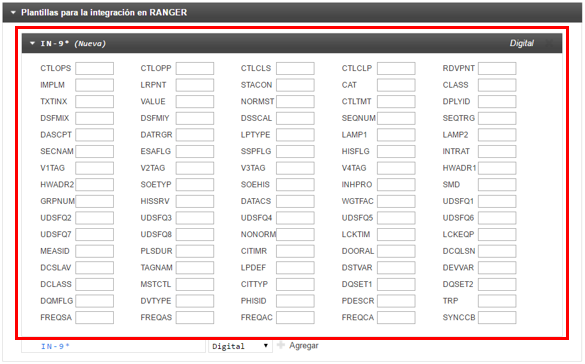 Plantillas para la integración en RANGER
IN-9* (Nueva) Digital
CTLOPS CTLOPP CTLCLS CTLCLP RDVPNT
IMPLM LRPNT STACON CAT CLASS
TXTINX VALUE NORMST CTLTMT DPLYID
DSFMIX DSFMIY DSSCAL SEQNUM SEQTRG
DASCPT DATRGR LPTYPE LAMP1 LAMP2
SECNAM ESAFLG SSPFLG HISFLG INTRAT
V1TAG V2TAG V3TAG V4TAG HWADR1
HWADR2 SOETYP SOEHIS INHPRO SMD
GRPNUM HISSRV DATACS WGTFAC UDSFQ1
UDSFQ2 UDSFQ3 UDSFQ4 UDSFQ5 UDSFQ6
UDSFQ7 UDSFQ8 NONORM LCKTIM LCKEQP
MEASID PLSDUR CITIMR DOORAL DCQLSN
DCSLAV TAGNAM LPDEF DSTVAR DEVVAR
DCLASS MSTCTL CITTYP DQSET1 DQSET2
DQMFLG DVTYPE PHISID PDESCR TRP
FREQSA FREQAS FREQAC FREQCA SYNCCB
IN-9* Digital Agregar